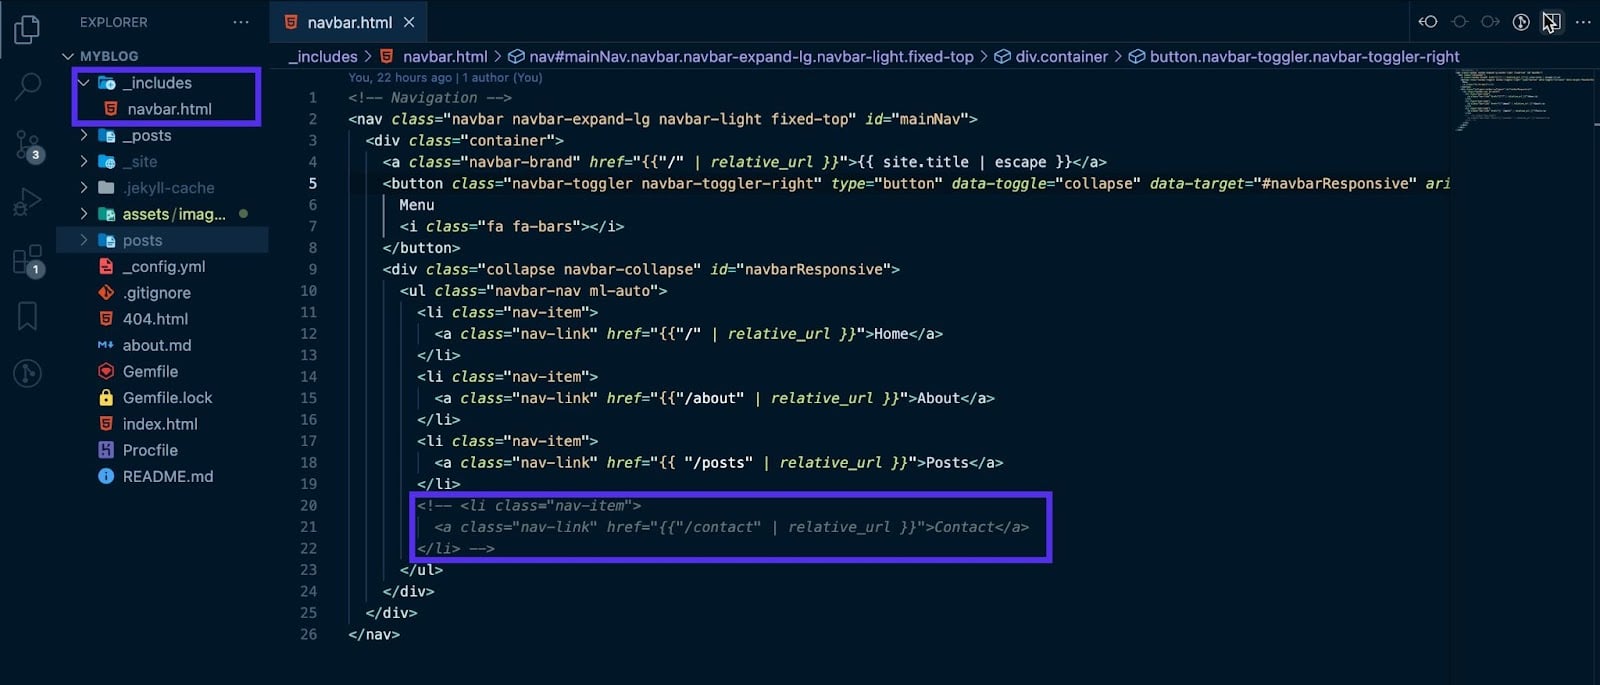 EXPLORER
navbar.html
MYBLOG
_includes
navbar.html
_posts
_site
.jekyll-cache
assets/imag...
posts
_config.yml
.gitignore
404.html
about.md
Gemfile
Gemfile.lock
index.html
Procfile
README.md
3
1
_includes > navbar.html > nav#mainNav.navbar.navbar-expand-lg.navbar-light.fixed-top > div.container > button.navbar-toggler.navbar-toggler-right
You, 22 hours ago | 1 author (You)
1 <!-- Navigation -->
2 <nav class="navbar navbar-expand-lg navbar-light fixed-top" id="mainNav">
3 <div class="container">
4 <a class="navbar-brand" href="{{"/" | relative_url }}">{{ site.title | escape }}</a>
5 <button class="navbar-toggler navbar-toggler-right" type="button" data-toggle="collapse" data-target="#navbarResponsive" ari
6 Menu
7 <i class="fa fa-bars"></i>
8 </button>
9 <div class="collapse navbar-collapse" id="navbarResponsive">
10 <ul class="navbar-nav ml-auto">
11 <li class="nav-item">
12 <a class="nav-link" href="{{"/" | relative_url }}">Home</a>
13 </li>
14 <li class="nav-item">
15 <a class="nav-link" href="{{"/about" | relative_url }}">About</a>
16 </li>
17 <li class="nav-item">
18 <a class="nav-link" href="{{ "/posts" | relative_url }}">Posts</a>
19 </li>
20 <!-- <li class="nav-item">
21 <a class="nav-link" href="{{"/contact" | relative_url }}">Contact</a>
22 </li> -->
23 </ul>
24 </div>
25 </div>
26 </nav>